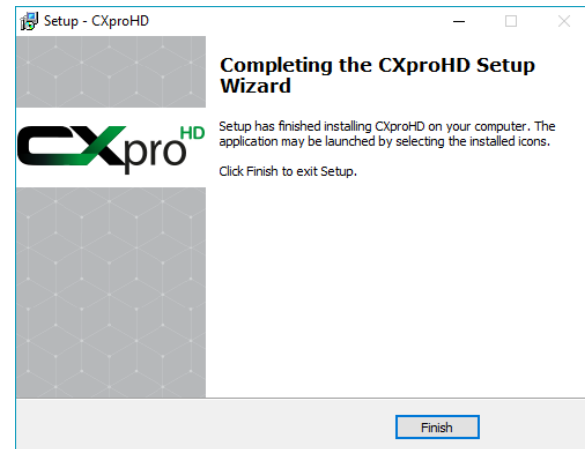 Setup - CXproHD
Completing the CXproHD Setup
Wizard
CXpro HD
Setup has finished installing CXproHD on your computer. The
application may be launched by selecting the installed icons.
Click Finish to exit Setup.
Finish